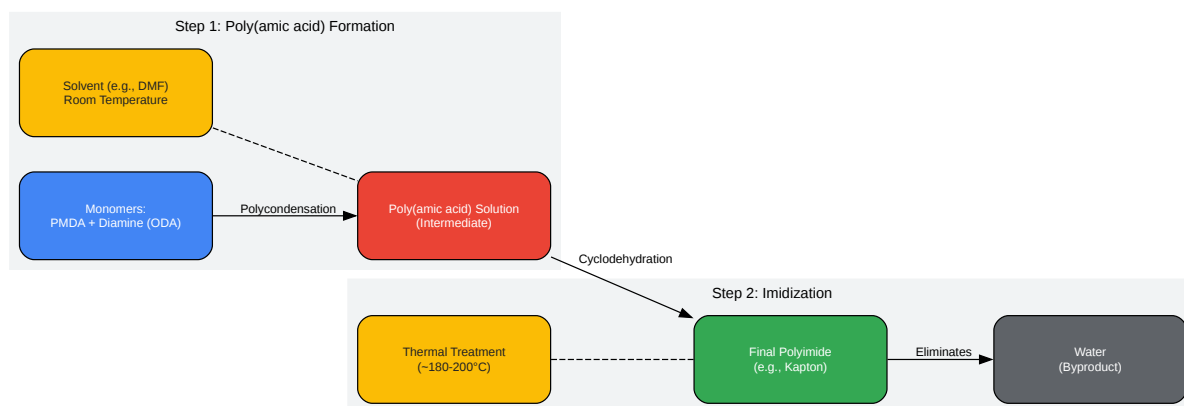 Step 1: Poly(amic acid) Formation
Solvent (e.g., DMF)
Room Temperature
Monomers:
PMDA + Diamine (ODA)
Polycondensation
Poly(amic acid) Solution
(Intermediate)
Cyclodehydration
Step 2: Imidization
Thermal Treatment
(~180-200°C)
Final Polyimide
(e.g., Kapton)
Eliminates
Water
(Byproduct)